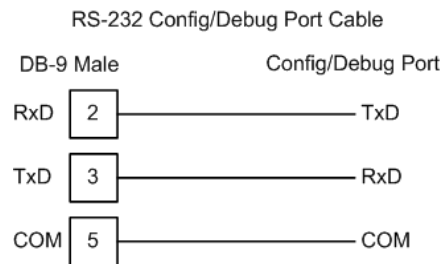 RS-232 Config/Debug Port Cable
DB-9 Male Config/Debug Port
RxD 2 TxD
TxD 3 RxD
COM 5 COM